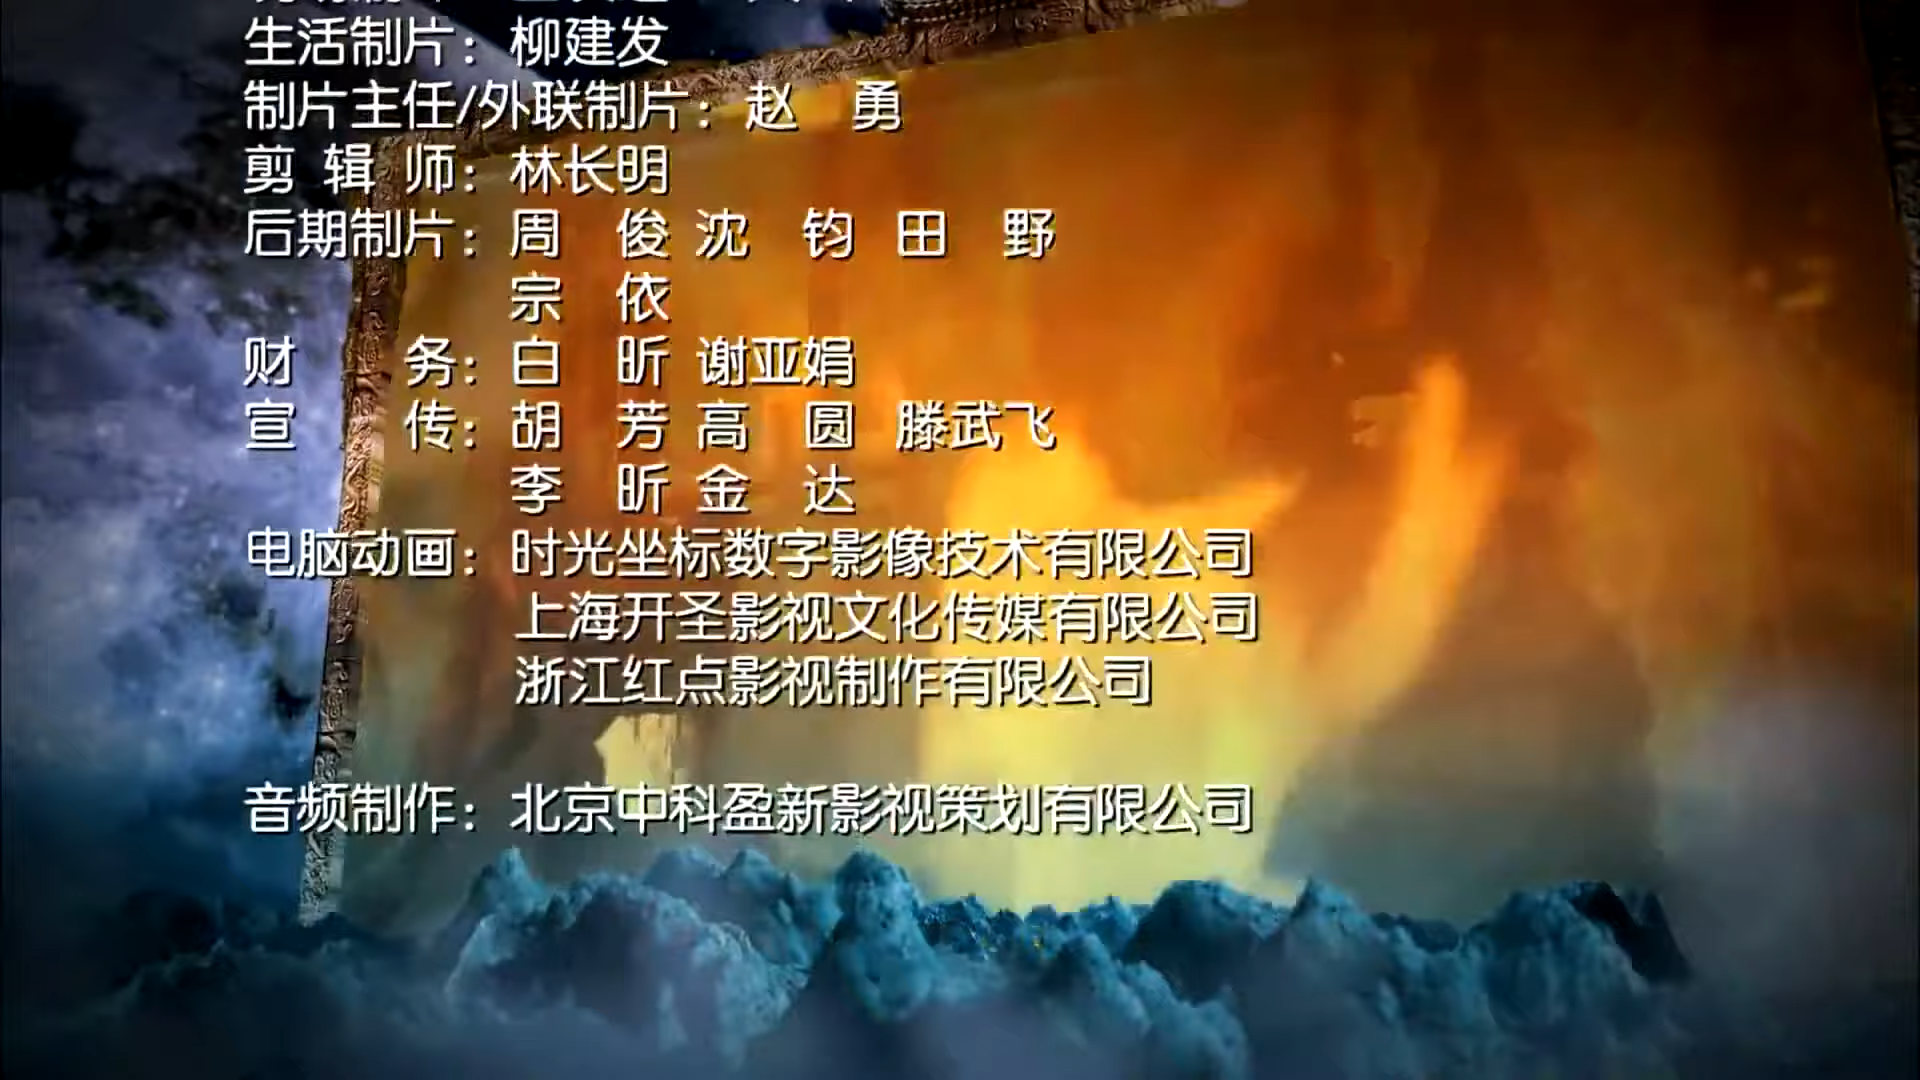 生活制片：柳建发
制片主任/外联制片：赵 勇
剪 辑 师：林长明
后期制片：周 俊 沈 钧 田 野
宗 依
财 务：白 昕 谢亚娟
宣 传：胡 芳 高 圆 滕武飞
李 昕 金 达
电脑动画：时光坐标数字影像技术有限公司
上海开圣影视文化传媒有限公司
浙江红点影视制作有限公司
音频制作：北京中科盈新影视策划有限公司